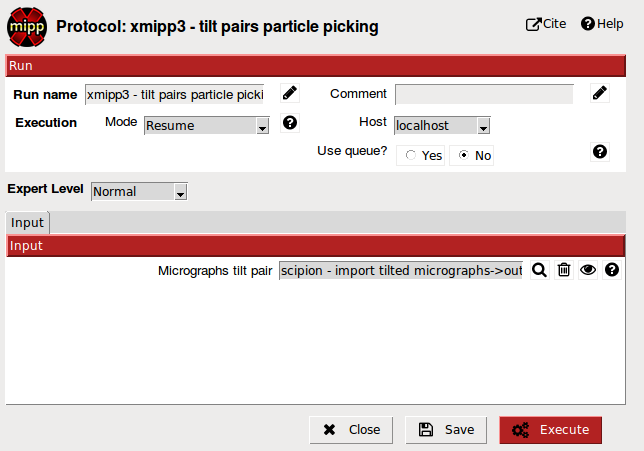 mipp Protocol: xmipp3 - tilt pairs particle picking Cite Help
Run
Run name xmipp3 - tilt pairs particle picki Comment
Execution Mode Resume Host localhost
Use queue? Yes No
Expert Level Normal
Input
Input
Micrographs tilt pair scipion - import tilted micrographs->out
Close Save Execute